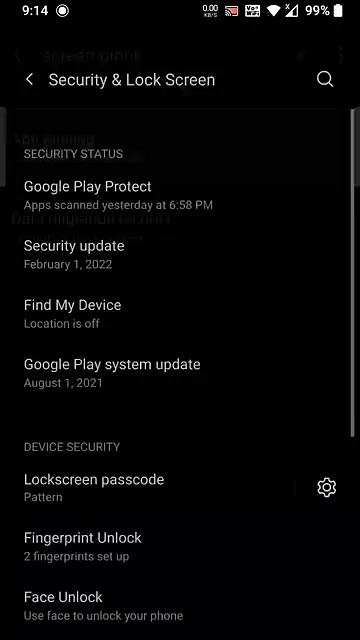 9:14
0.00
KB/S
Vo
WiFi
99%
Security & Lock Screen
SECURITY STATUS
Google Play Protect
Apps scanned yesterday at 6:58 PM
Security update
February 1, 2022
Find My Device
Location is off
Google Play system update
August 1, 2021
DEVICE SECURITY
Lockscreen passcode
Pattern
Fingerprint Unlock
2 fingerprints set up
Face Unlock
Use face to unlock your phone